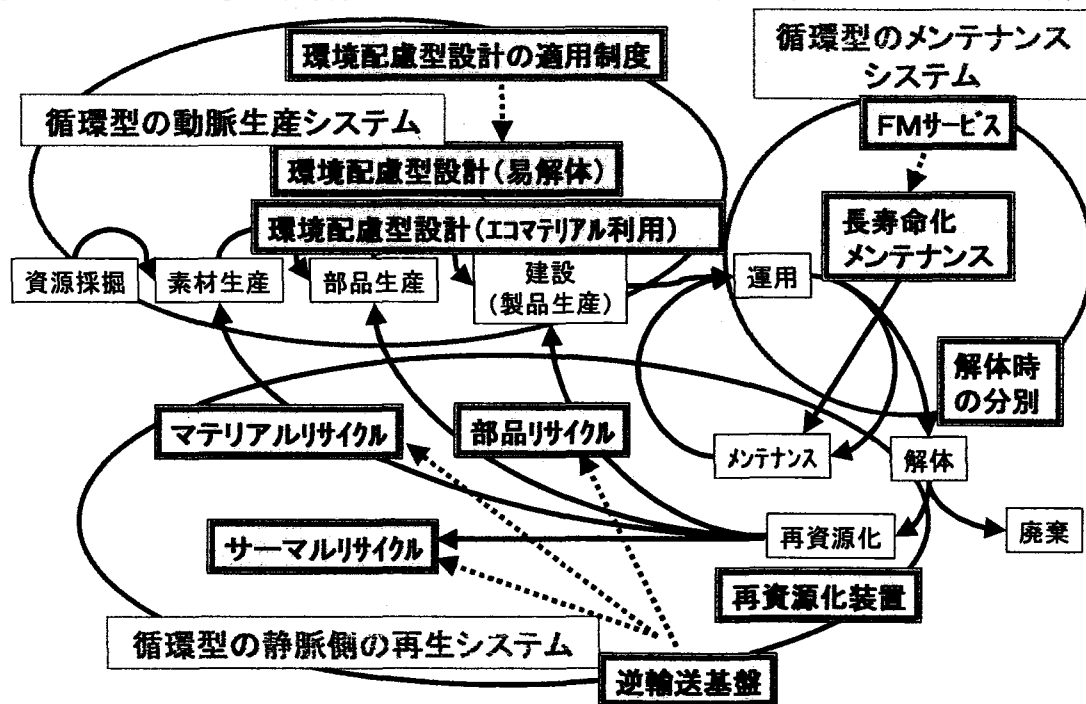 環境配慮型設計の適用制度
循環型のメンテナンス
システム
循環型の動脈生産システム
FMサービス
環境配慮型設計(易解体)
環境配慮型設計(エコマテリアル利用)
長寿命化
メンテナンス
資源採掘
素材生産
部品生産
建設
(製品生産)
運用
解体時
の分別
マテリアルリサイクル
部品リサイクル
メンテナンス
解体
サーマルリサイクル
再資源化
廃棄
再資源化装置
循環型の静脈側の再生システム
逆輸送基盤